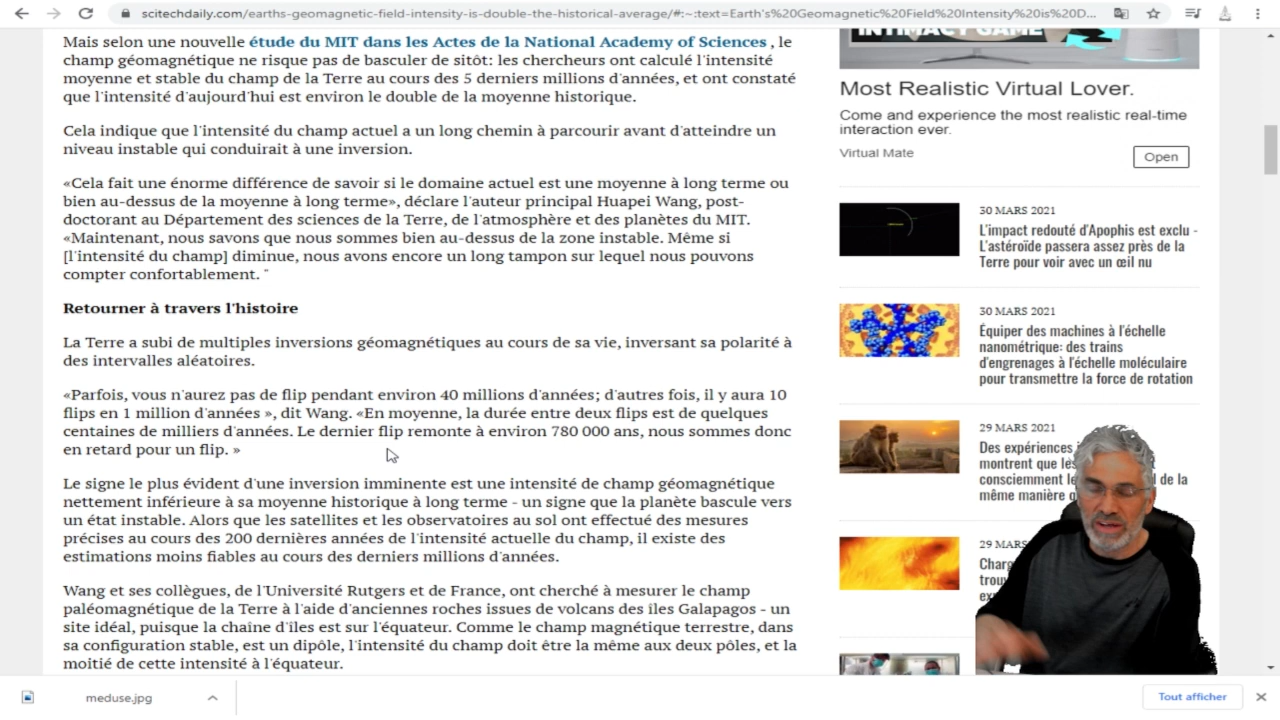 scitechdaily.com/earths-geomagnetic-field-intensity-is-double-the-historical-average/#:~:text=Earth's%20Geomagnetic%20Field%20Intensity%20is%20D...
Mais selon une nouvelle étude du MIT dans les Actes de la National Academy of Sciences , le
champ géomagnétique ne risque pas de basculer de sitôt: les chercheurs ont calculé l'intensité
moyenne et stable du champ de la Terre au cours des 5 derniers millions d'années, et ont constaté
que l'intensité d'aujourd'hui est environ le double de la moyenne historique.
Cela indique que l'intensité du champ actuel a un long chemin à parcourir avant d'atteindre un
niveau instable qui conduirait à une inversion.
«Cela fait une énorme différence de savoir si le domaine actuel est une moyenne à long terme ou
bien au-dessus de la moyenne à long terme», déclare l'auteur principal Huapei Wang, post-
doctorant au Département des sciences de la Terre, de l'atmosphère et des planètes du MIT.
«Maintenant, nous savons que nous sommes bien au-dessus de la zone instable. Même si
[l'intensité du champ] diminue, nous avons encore un long tampon sur lequel nous pouvons
compter confortablement. "
Retourner à travers l'histoire
La Terre a subi de multiples inversions géomagnétiques au cours de sa vie, inversant sa polarité à
des intervalles aléatoires.
«Parfois, vous n'aurez pas de flip pendant environ 40 millions d'années; d'autres fois, il y aura 10
flips en 1 million d'années », dit Wang. «En moyenne, la durée entre deux flips est de quelques
centaines de milliers d'années. Le dernier flip remonte à environ 780 000 ans, nous sommes donc
en retard pour un flip. »
Le signe le plus évident d'une inversion imminente est une intensité de champ géomagnétique
nettement inférieure à sa moyenne historique à long terme - un signe que la planète bascule vers
un état instable. Alors que les satellites et les observatoires au sol ont effectué des mesures
précises au cours des 200 dernières années de l'intensité actuelle du champ, il existe des
estimations moins fiables au cours des derniers millions d'années.
Wang et ses collègues, de l'Université Rutgers et de France, ont cherché à mesurer le champ
paléomagnétique de la Terre à l'aide d'anciennes roches issues de volcans des îles Galapagos - un
site idéal, puisque la chaîne d'îles est sur l'équateur. Comme le champ magnétique terrestre, dans
sa configuration stable, est un dipôle, l'intensité du champ doit être la même aux deux pôles, et la
moitié de cette intensité à l'équateur.
INTIMACY GAME
Most Realistic Virtual Lover.
Come and experience the most realistic real-time
interaction ever.
Virtual Mate
Open
30 MARS 2021
L'impact redouté d'Apophis est exclu -
L'astéroïde passera assez près de la
Terre pour voir avec un œil nu
30 MARS 2021
Équiper des machines à l'échelle
nanométrique: des trains
d'engrenages à l'échelle moléculaire
pour transmettre la force de rotation
29 MARS 2021
Des expériences
montrent que
consciemment de la
même manière
29 MARS
meduse.jpg
Tout afficher